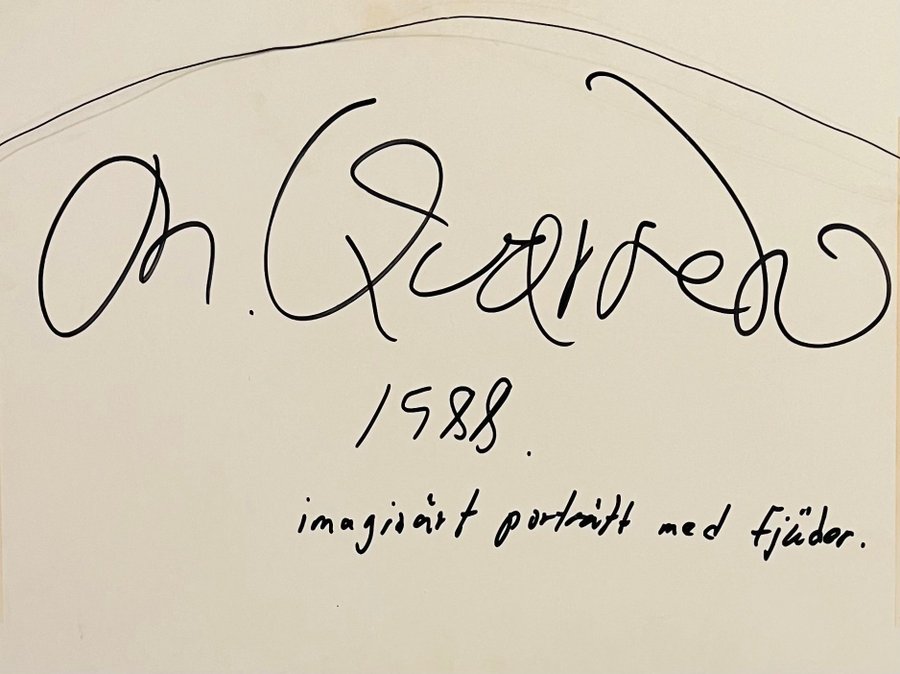 1988.
imaginärt porträtt med fjäder.